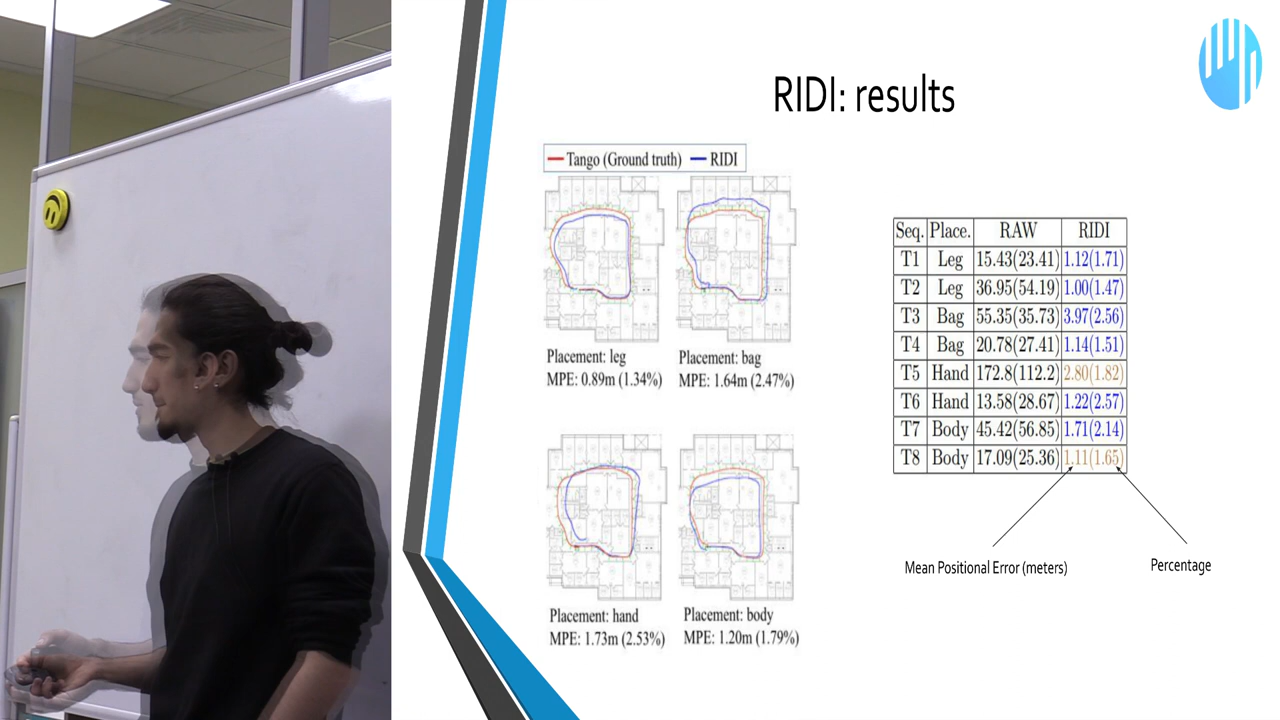 RIDI: results
Tango (Ground truth) RIDI
Placement: leg
MPE: 0.89m (1.34%)
Placement: bag
MPE: 1.64m (2.47%)
Placement: hand
MPE: 1.73m (2.53%)
Placement: body
MPE: 1.20m (1.79%)
Seq. Place. RAW RIDI
T1 Leg 15.43(23.41) 1.12(1.71)
T2 Leg 36.95(54.19) 1.00(1.47)
T3 Bag 55.35(35.73) 3.97(2.56)
T4 Bag 20.78(27.41) 1.14(1.51)
T5 Hand 172.8(112.2) 2.80(1.82)
T6 Hand 13.58(28.67) 1.22(2.57)
T7 Body 45.42(56.85) 1.71(2.14)
T8 Body 17.09(25.36) 1.11(1.65)
Mean Positional Error (meters)
Percentage